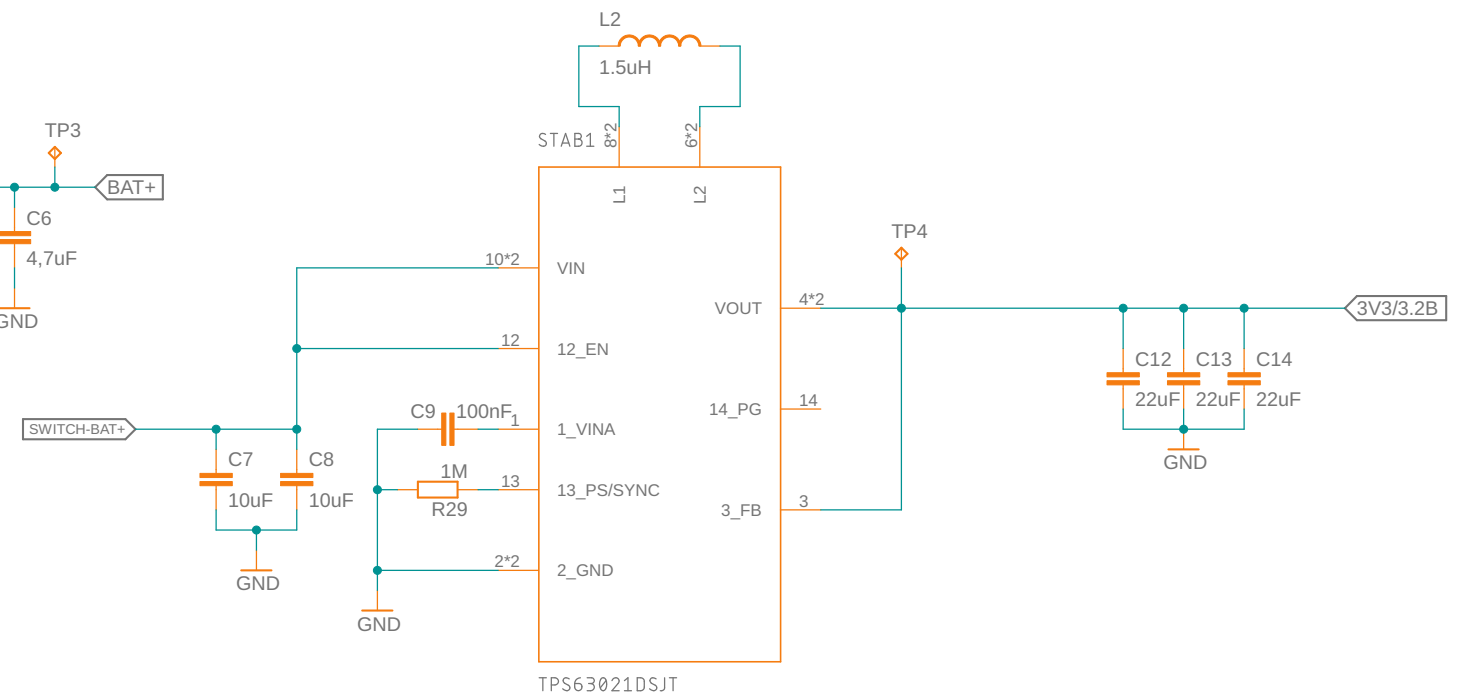 L2
1.5uH
TP3
STAB1
8*2
6*2
BAT+
L1
L2
C6
4,7uF
TP4
10*2
VIN
VOUT
4*2
3V3/3.2B
GND
12
12_EN
C12
C13
C14
22uF
22uF
22uF
C9
100nF
14_PG
14
SWITCH-BAT+
1
1_VINA
C7
C8
GND
1M
10uF
10uF
13
13_PS/SYNC
R29
3_FB
3
2*2
2_GND
GND
GND
TPS63021DSJT